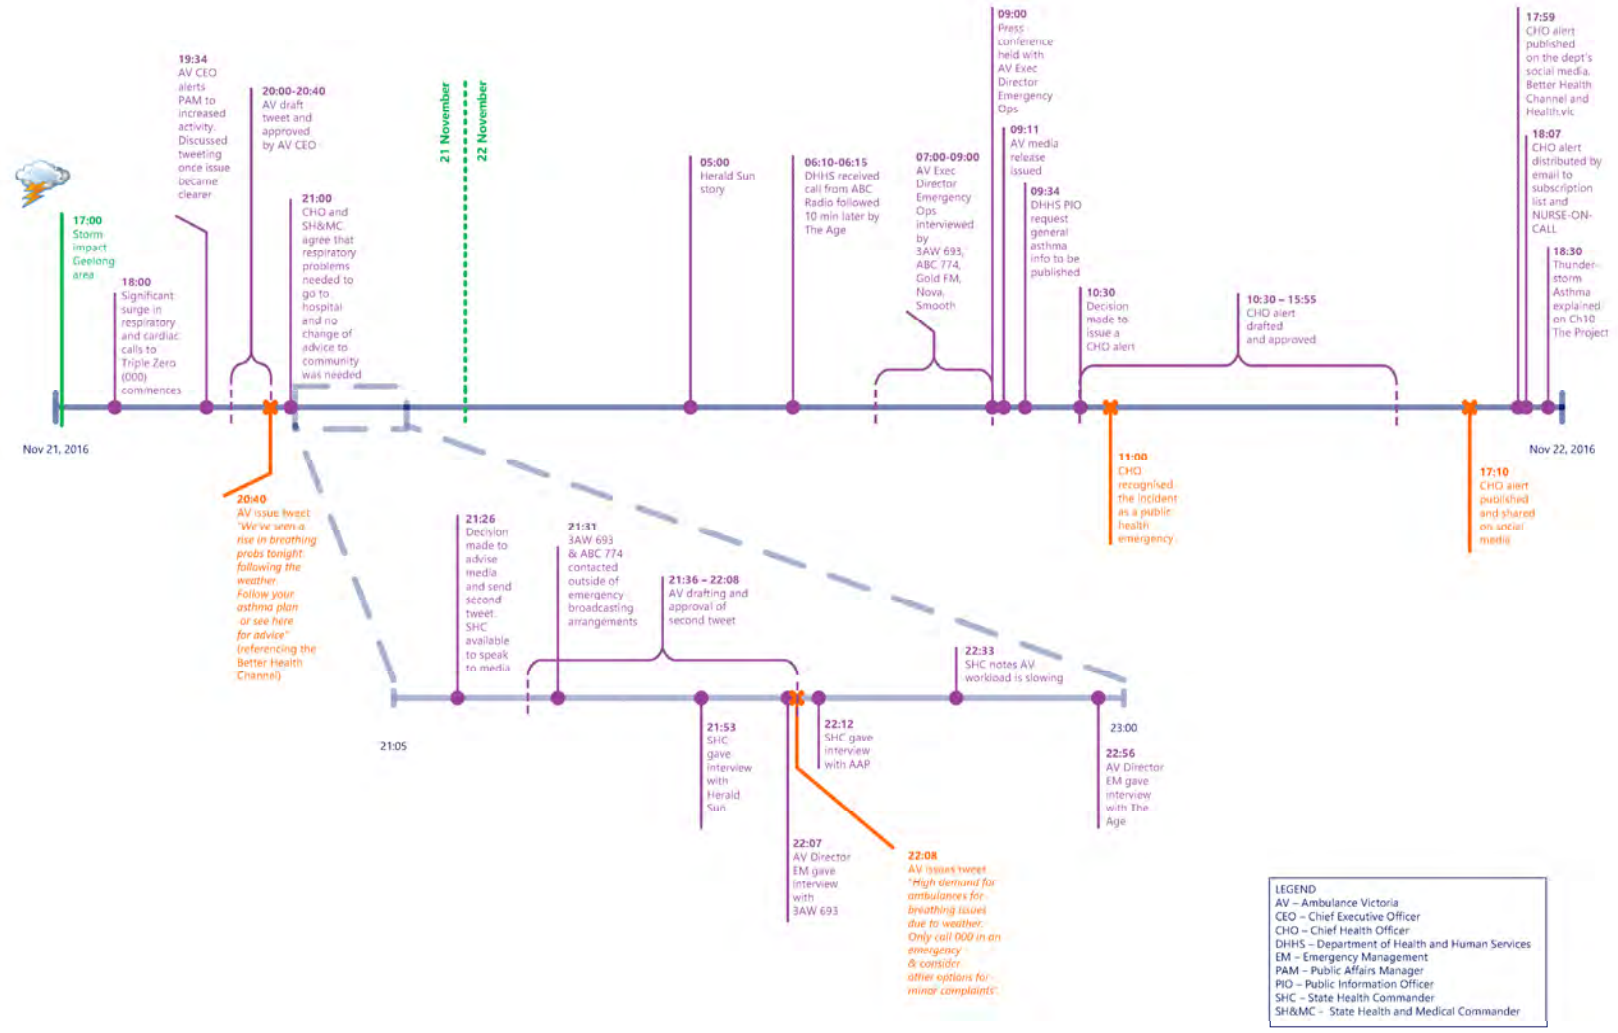 19:34
AV CEO
alerts
PAM to
increased
activity.
Discussed
tweeting
once issue
became
clearer
20:00-20:40
AV draft
tweet and
approved
by AV CEO
21 November
22 November
17:00
Storm
impact
Geelong
area
18:00
Significant
surge in
respiratory
and cardiac
calls to
Triple Zero
(000)
commences
21:00
CHO and
SH&MC
agree that
respiratory
problems
needed to
go to
hospital
and no
change of
advice to
community
was needed
05:00
Herald Sun
story
06:10-06:15
DHHS received
call from ABC
Radio followed
10 min later by
The Age
07:00-09:00
AV Exec
Director
Emergency
Ops
interviewed
by
3AW 693,
ABC 774,
Gold FM,
Nova,
Smooth
09:00
Press
conference
held with
AV Exec
Director
Emergency
Ops
09:11
AV media
release
issued
09:34
DHHS PIO
request
general
asthma
info to be
published
10:30
Decision
made to
issue a
CHO alert
10:30 – 15:55
CHO alert
drafted
and approved
17:59
CHO alert
published
on the dept's
social media,
Better Health
Channel and
Health.vic
18:07
CHO alert
distributed by
email to
subscription
list and
NURSE-ON-
CALL
18:30
Thunder-
storm
Asthma
explained
on Ch10
The Project
Nov 21, 2016
Nov 22, 2016
20:40
AV issue tweet
"We've seen a
rise in breathing
probs tonight
following the
weather.
Follow your
asthma plan
or see here
for advice"
(referencing the
Better Health
Channel)
11:00
CHO
recognised
the incident
as a public
health
emergency
17:10
CHO alert
published
and shared
on social
media
21:26
Decision
made to
advise
media
and send
second
tweet.
SHC
available
to speak
to media
21:31
3AW 693
& ABC 774
contacted
outside of
emergency
broadcasting
arrangements
21:36 – 22:08
AV drafting and
approval of
second tweet
22:33
SHC notes AV
workload is slowing
21:05
23:00
21:53
SHC
gave
interview
with
Herald
Sun
22:07
AV Director
EM gave
interview
with
3AW 693
22:12
SHC gave
interview
with AAP
22:56
AV Director
EM gave
interview
with The
Age
22:08
AV issues tweet
"High demand for
ambulances for
breathing issues
due to weather.
Only call 000 in an
emergency
& consider
other options for
minor complaints".
LEGEND
AV – Ambulance Victoria
CEO – Chief Executive Officer
CHO – Chief Health Officer
DHHS – Department of Health and Human Services
EM – Emergency Management
PAM – Public Affairs Manager
PIO – Public Information Officer
SHC – State Health Commander
SH&MC – State Health and Medical Commander